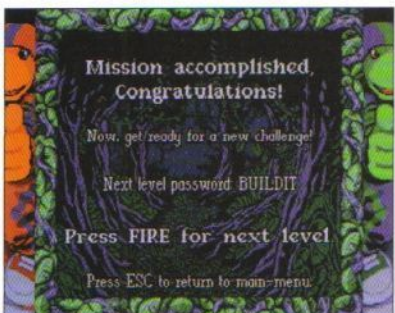 Mission accomplished,
Congratulations!
Now, get ready for a new challenge!
Next level password: BUILDIT
Press FIRE for next level
Press ESC to return to main-menu.